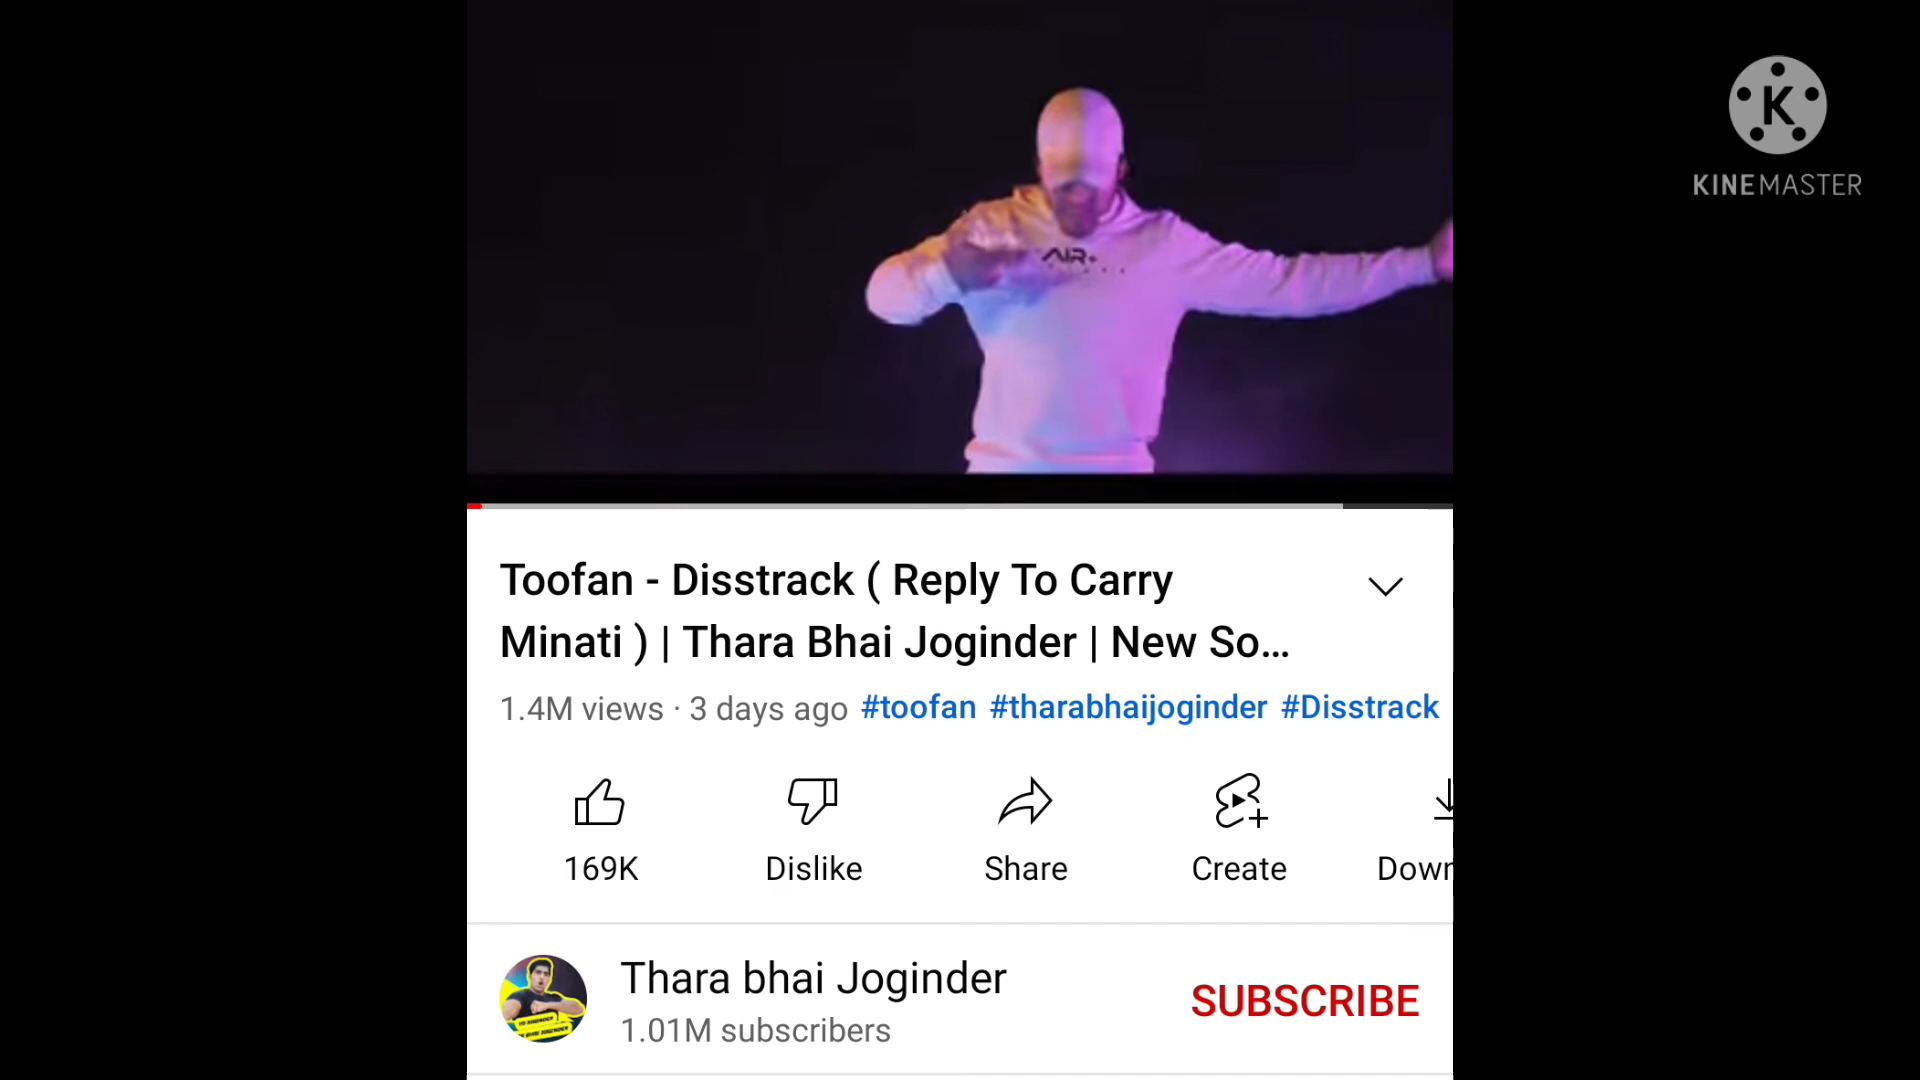 KINEMASTER
AIR+
Toofan - Disstrack ( Reply To Carry
Minati ) | Thara Bhai Joginder | New So...
1.4M views · 3 days ago #toofan #tharabhaijoginder #Disstrack
169K Dislike Share Create Down
Thara bhai Joginder
1.01M subscribers
SUBSCRIBE